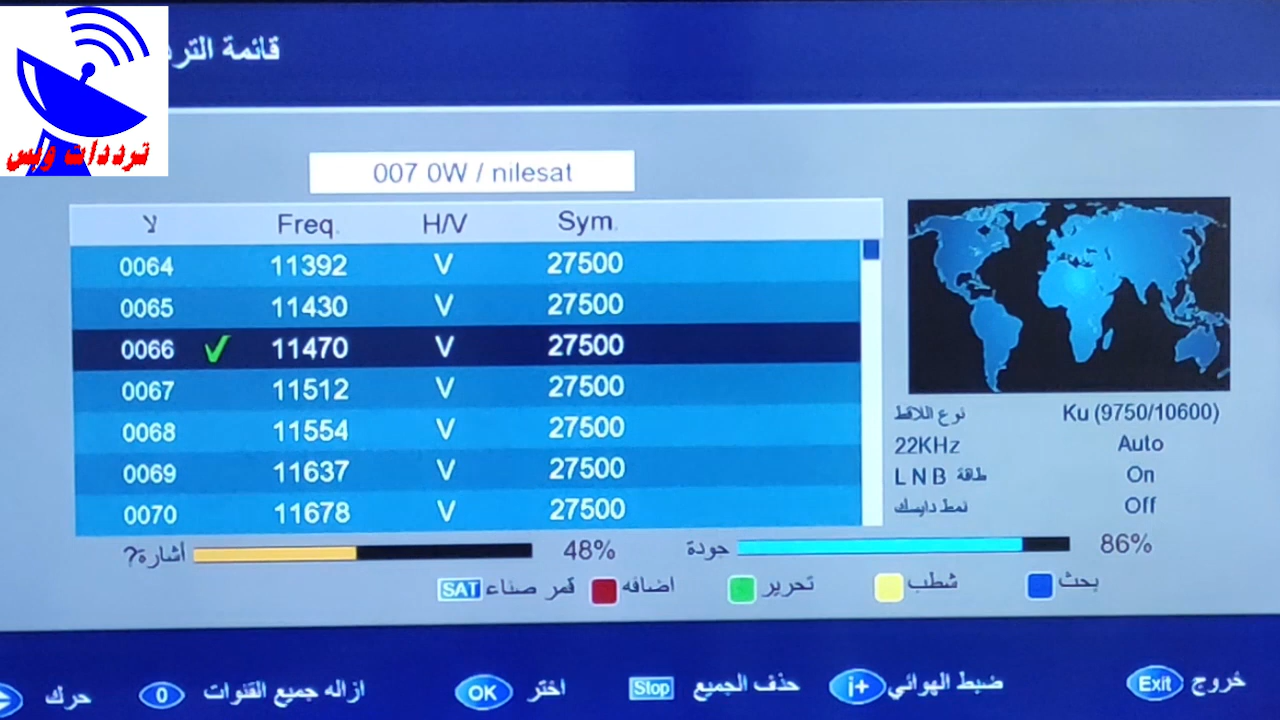 قائمة
ترددات وبس
007 0W / nilesat
لا Freq. H/V Sym.
0064 11392 V 27500
0065 11430 V 27500
0066 11470 V 27500
0067 11512 V 27500
0068 11554 V 27500
0069 11637 V 27500
0070 11678 V 27500
نوع اللاقط Ku (9750/10600)
22KHz Auto
طاقة LNB On
نمط دايسك Off
أشارة? 48% جودة 86%
SAT قمر صناء اضافه تحرير شطب بحث
حرك 0 ازاله جميع القنوات OK اختر Stop حذف الجميع i+ ضبط الهوائي Exit خروج